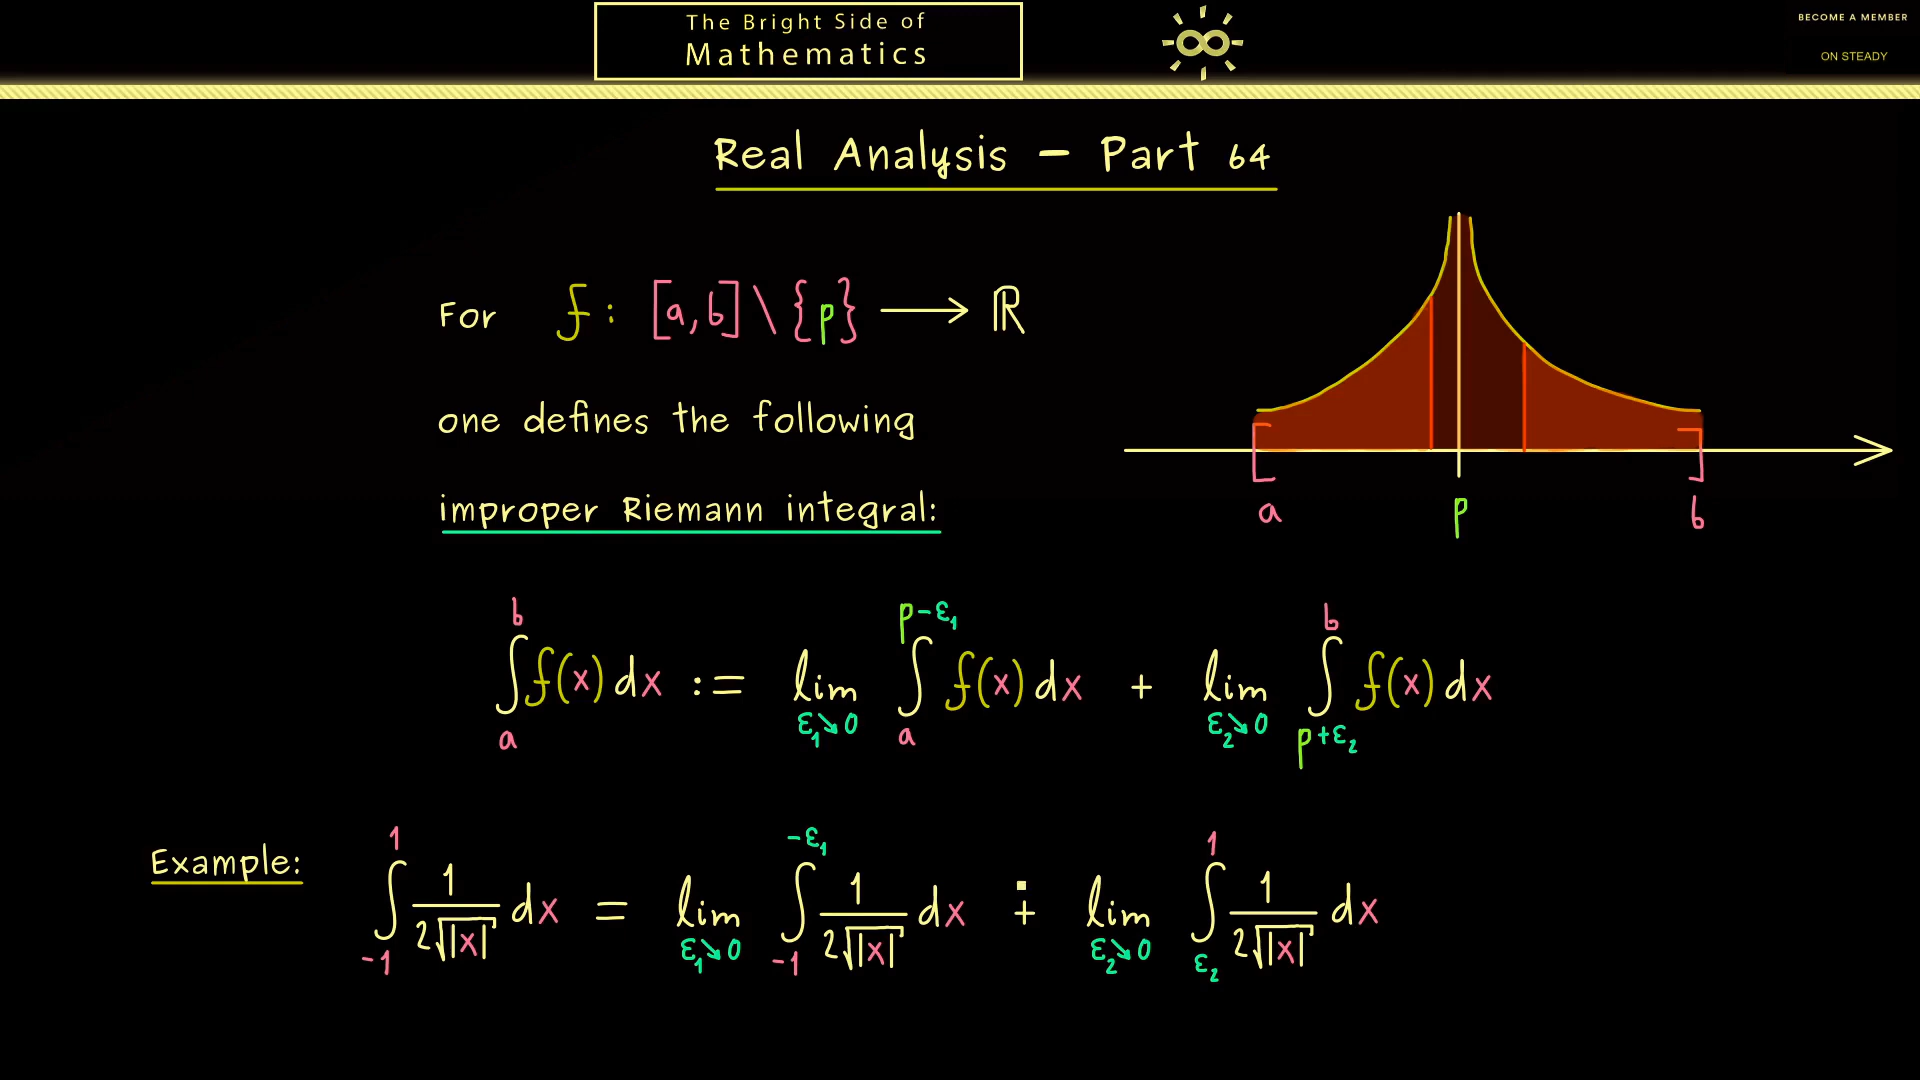 The Bright Side of
Mathematics
BECOME A MEMBER
ON STEADY
Real Analysis – Part 64
For f : [a,b] \ {p} ⟶ ℝ
one defines the following
improper Riemann integral:
a p b
∫_a^b f(x) dx := lim_{ε₁↘0} ∫_a^{p-ε₁} f(x) dx + lim_{ε₂↘0} ∫_{p+ε₂}^b f(x) dx
Example: ∫_{-1}^1 1/(2√|x|) dx = lim_{ε₁↘0} ∫_{-1}^{-ε₁} 1/(2√|x|) dx + lim_{ε₂↘0} ∫_{ε₂}^1 1/(2√|x|) dx